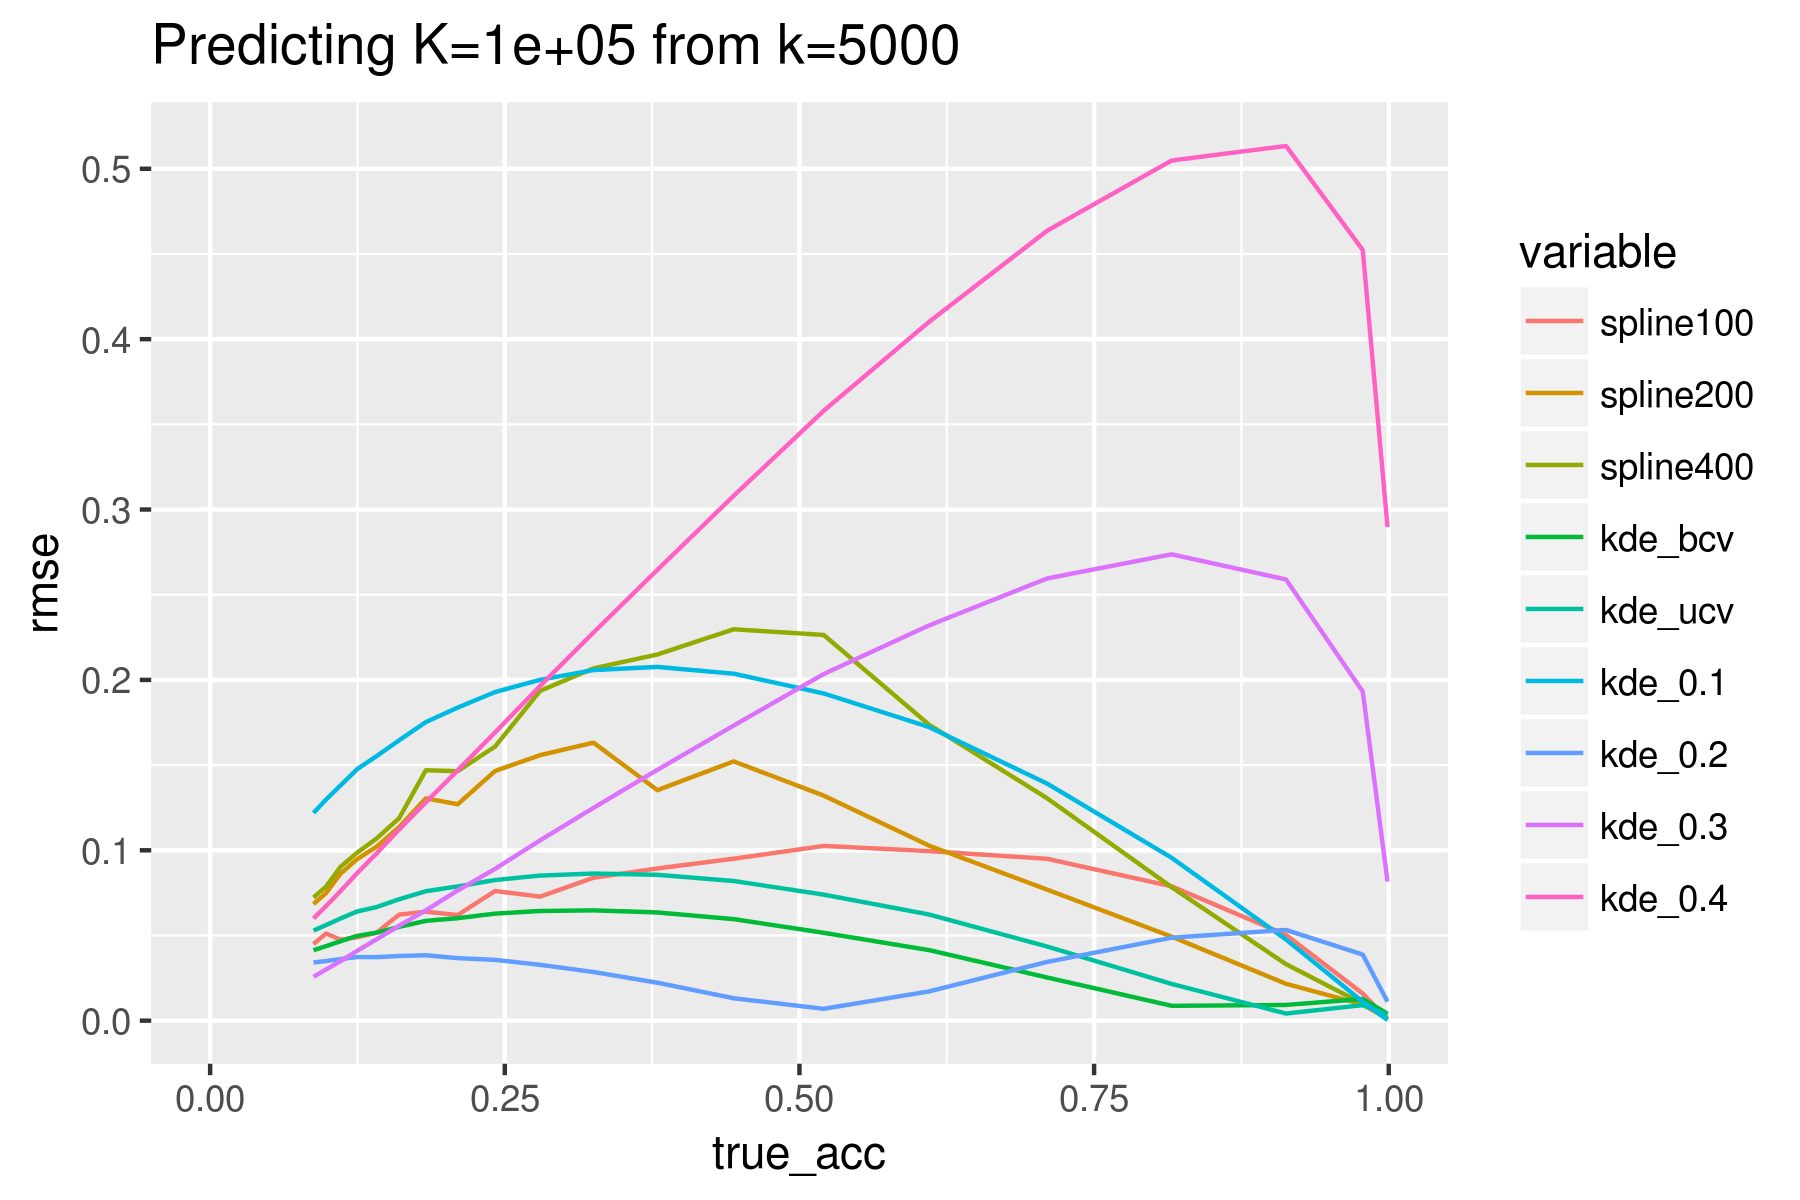 Predicting K=1e+05 from k=5000
rmse
0.5
0.4
0.3
0.2
0.1
0.0
0.00 0.25 0.50 0.75 1.00
true_acc
variable
spline100
spline200
spline400
kde_bcv
kde_ucv
kde_0.1
kde_0.2
kde_0.3
kde_0.4